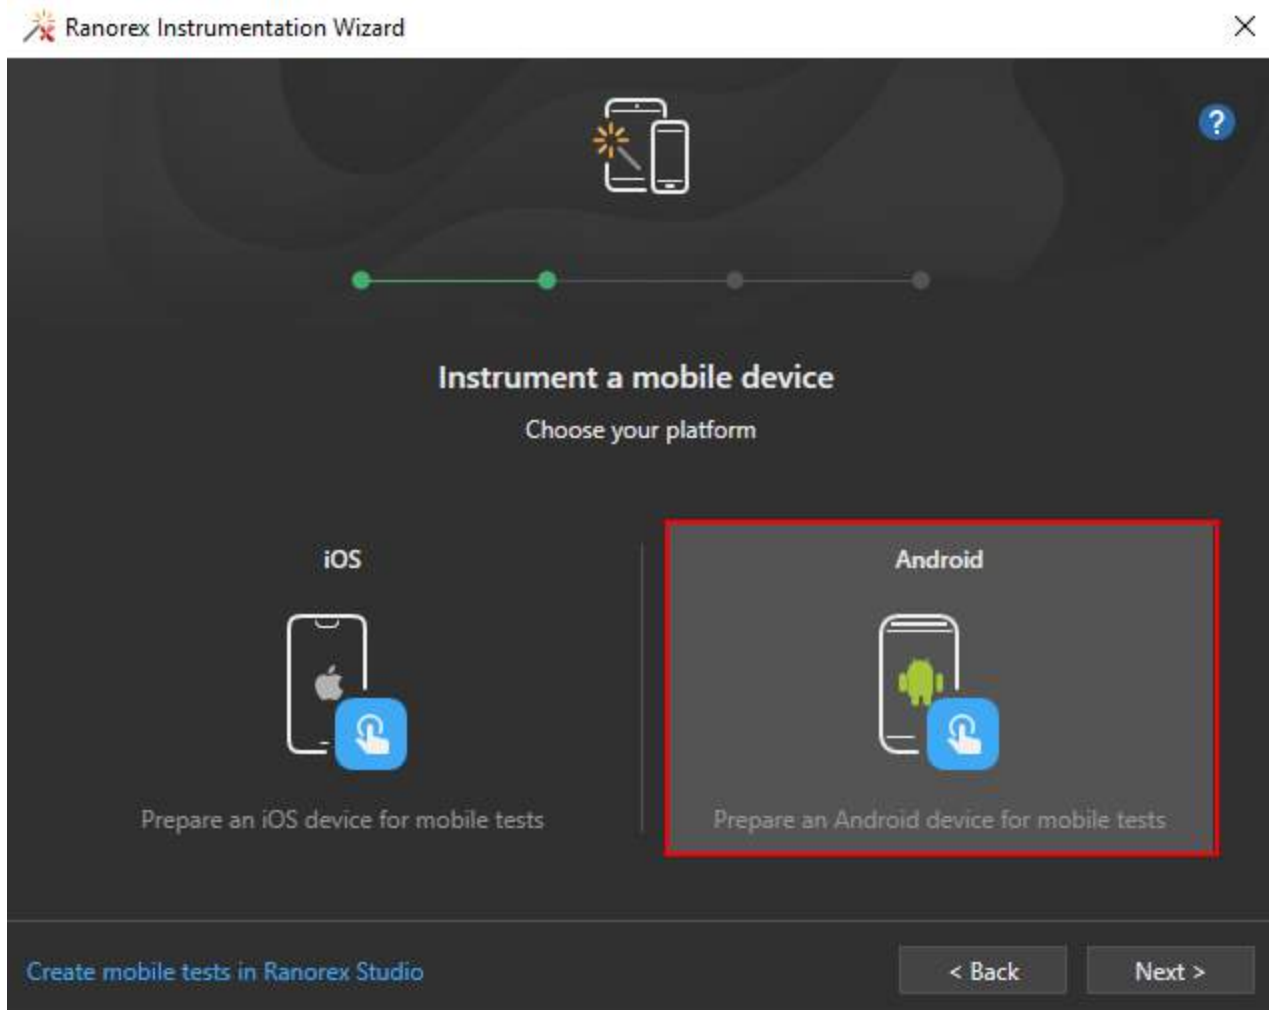 Ranorex Instrumentation Wizard
?
Instrument a mobile device
Choose your platform
iOS
Android
Prepare an iOS device for mobile tests
Prepare an Android device for mobile tests
Create mobile tests in Ranorex Studio
< Back
Next >